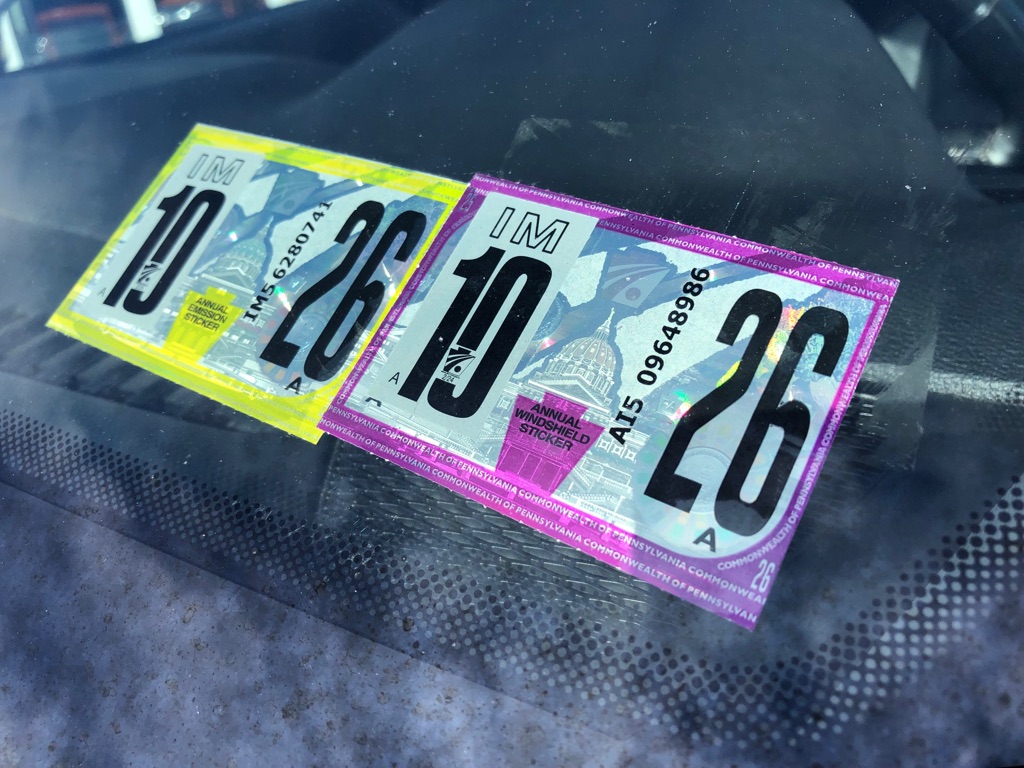 IM
10
26
IM5 6280741
ANNUAL
EMISSION
STICKER
A
A
COMMONWEALTH OF PENNSYLVANIA COMMONWEALTH OF PENNSYLVANIA
IM
10
26
AI5 09648986
ANNUAL
WINDSHIELD
STICKER
A
A
26
COMMONWEALTH OF PENNSYLVANIA COMMONWEALTH OF PENNSYLVANIA